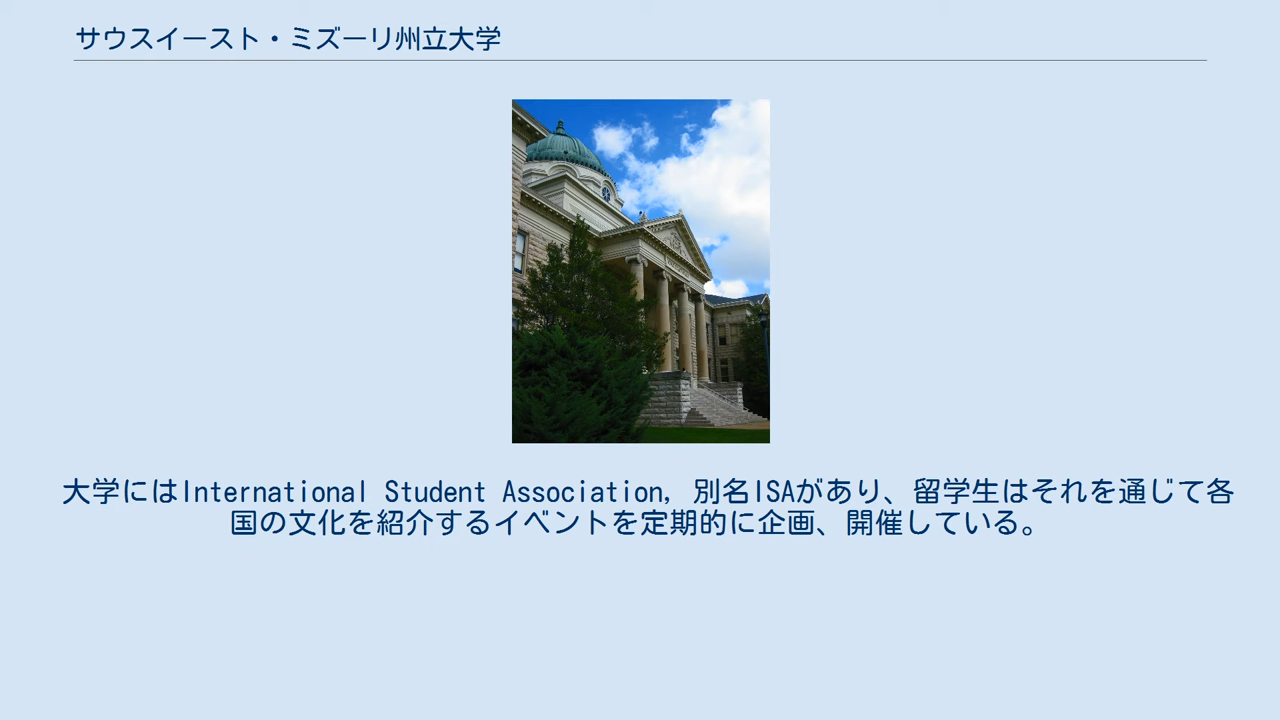 サウスイースト・ミズーリ州立大学
大学にはInternational Student Association, 別名ISAがあり、留学生はそれを通じて各
国の文化を紹介するイベントを定期的に企画、開催している。